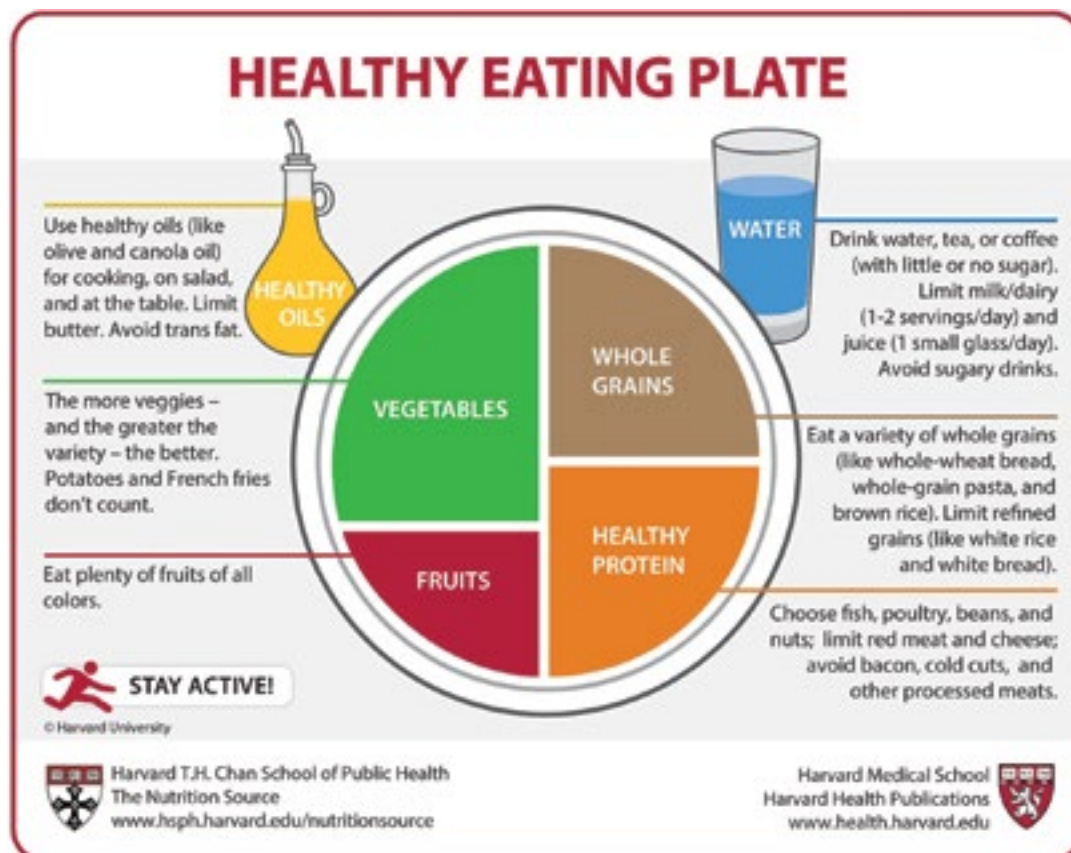 HEALTHY EATING PLATE
Use healthy oils (like
olive and canola oil)
for cooking, on salad,
and at the table. Limit
butter. Avoid trans fat.
HEALTHY
OILS
The more veggies –
and the greater the
variety – the better.
Potatoes and French fries
don't count.
Eat plenty of fruits of all
colors.
VEGETABLES
FRUITS
WHOLE
GRAINS
HEALTHY
PROTEIN
WATER
Drink water, tea, or coffee
(with little or no sugar).
Limit milk/dairy
(1-2 servings/day) and
juice (1 small glass/day).
Avoid sugary drinks.
Eat a variety of whole grains
(like whole-wheat bread,
whole-grain pasta, and
brown rice). Limit refined
grains (like white rice
and white bread).
Choose fish, poultry, beans, and
nuts; limit red meat and cheese;
avoid bacon, cold cuts, and
other processed meats.
STAY ACTIVE!
© Harvard University
Harvard T.H. Chan School of Public Health
The Nutrition Source
www.hsph.harvard.edu/nutritionsource
Harvard Medical School
Harvard Health Publications
www.health.harvard.edu